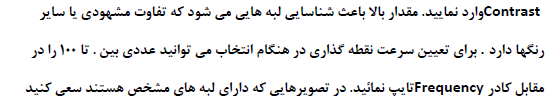 Contrastوارد نمایید. مقدار بالا باعث شناسایی لبه هایی می شود که تفاوت مشهودی یا سایر
رنگها دارد . برای تعیین سرعت نقطه گذاری در هنگام انتخاب می توانید عددی بین . تا ۱۰۰ را در
مقابل کادر Frequencyتایپ نمائید. در تصویرهایی که دارای لبه های مشخص هستند سعی کنید